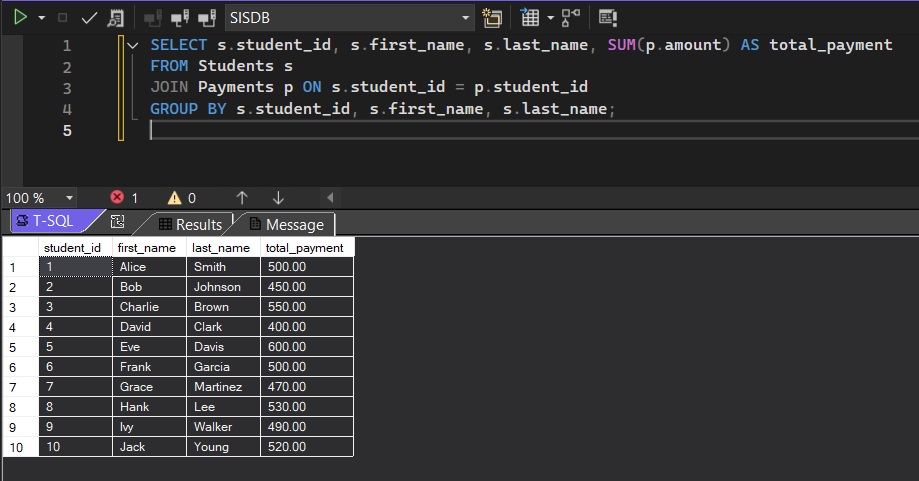 SISDB
1 SELECT s.student_id, s.first_name, s.last_name, SUM(p.amount) AS total_payment
2 FROM Students s
3 JOIN Payments p ON s.student_id = p.student_id
4 GROUP BY s.student_id, s.first_name, s.last_name;
5
100 % 1 0
T-SQL Results Message
student_id first_name last_name total_payment
1 1 Alice Smith 500.00
2 2 Bob Johnson 450.00
3 3 Charlie Brown 550.00
4 4 David Clark 400.00
5 5 Eve Davis 600.00
6 6 Frank Garcia 500.00
7 7 Grace Martinez 470.00
8 8 Hank Lee 530.00
9 9 Ivy Walker 490.00
10 10 Jack Young 520.00